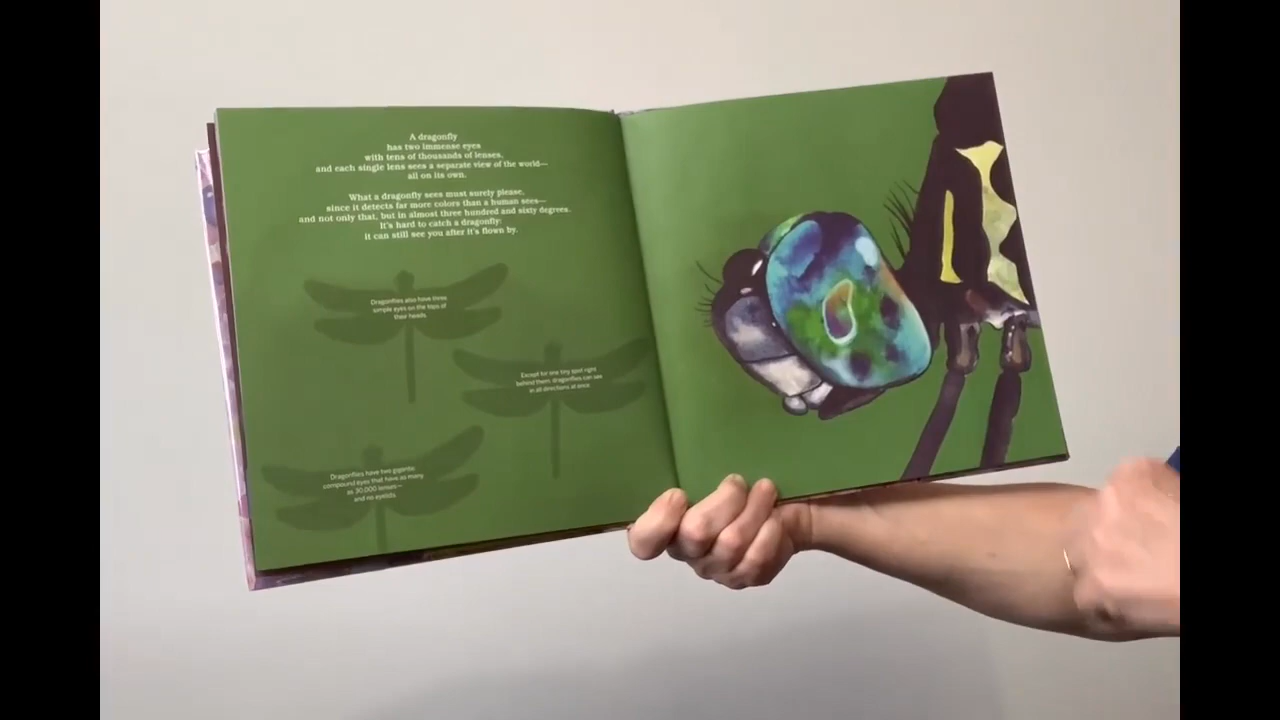 A dragonfly
has two immense eyes
with tens of thousands of lenses,
and each single lens sees a separate view of the world—
all on its own.
What a dragonfly sees must surely please,
since it detects far more colors than a human sees—
and not only that, but in almost three hundred and sixty degrees.
It's hard to catch a dragonfly:
it can still see you after it's flown by.
Dragonflies also have three
simple eyes on the tops of
their heads.
Except for one tiny spot right
behind them, dragonflies can see
in all directions at once.
Dragonflies have two gigantic
compound eyes that have as many
as 30,000 lenses—
and no eyelids.